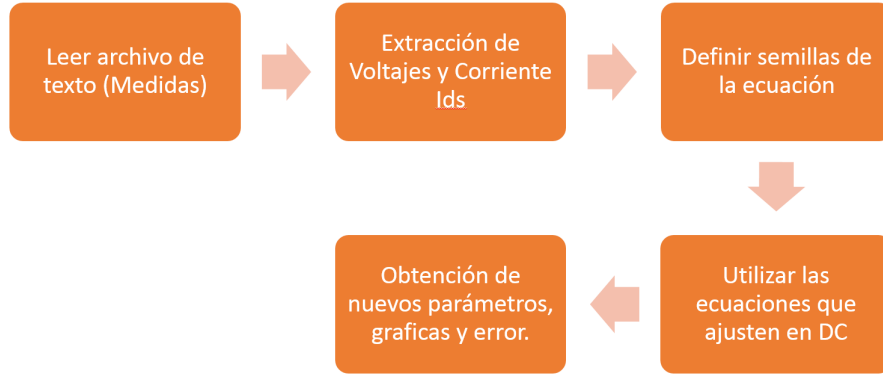 Leer archivo de
texto (Medidas)
Extracción de
Voltajes y Corriente
Ids
Definir semillas de
la ecuación
Utilizar las
ecuaciones que
ajusten en DC
Obtención de
nuevos parámetros,
graficas y error.